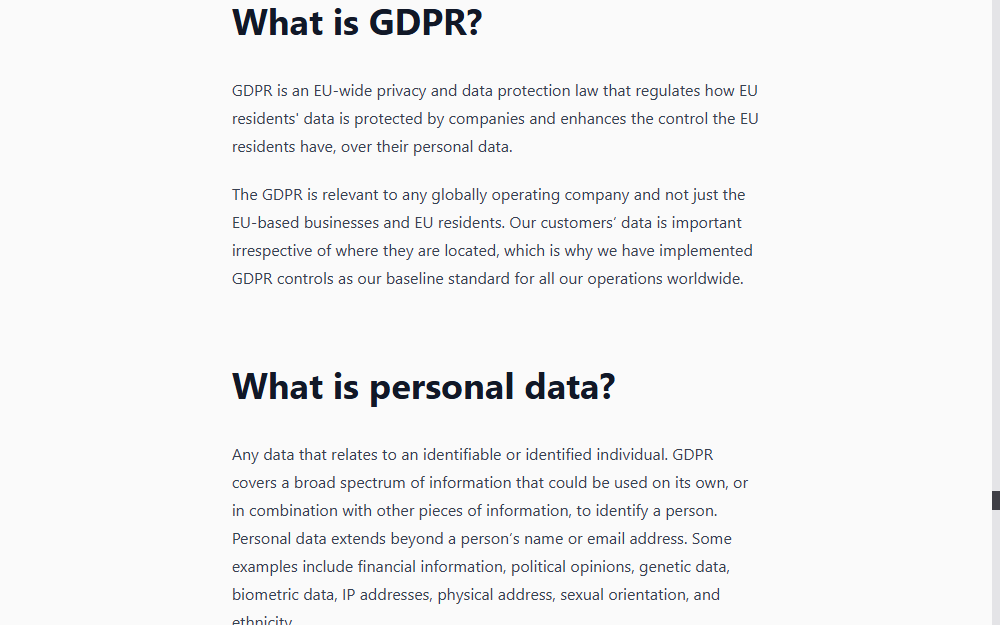 What is GDPR?
GDPR is an EU-wide privacy and data protection law that regulates how EU
residents' data is protected by companies and enhances the control the EU
residents have, over their personal data.
The GDPR is relevant to any globally operating company and not just the
EU-based businesses and EU residents. Our customers’ data is important
irrespective of where they are located, which is why we have implemented
GDPR controls as our baseline standard for all our operations worldwide.
What is personal data?
Any data that relates to an identifiable or identified individual. GDPR
covers a broad spectrum of information that could be used on its own, or
in combination with other pieces of information, to identify a person.
Personal data extends beyond a person’s name or email address. Some
examples include financial information, political opinions, genetic data,
biometric data, IP addresses, physical address, sexual orientation, and
ethnicity.